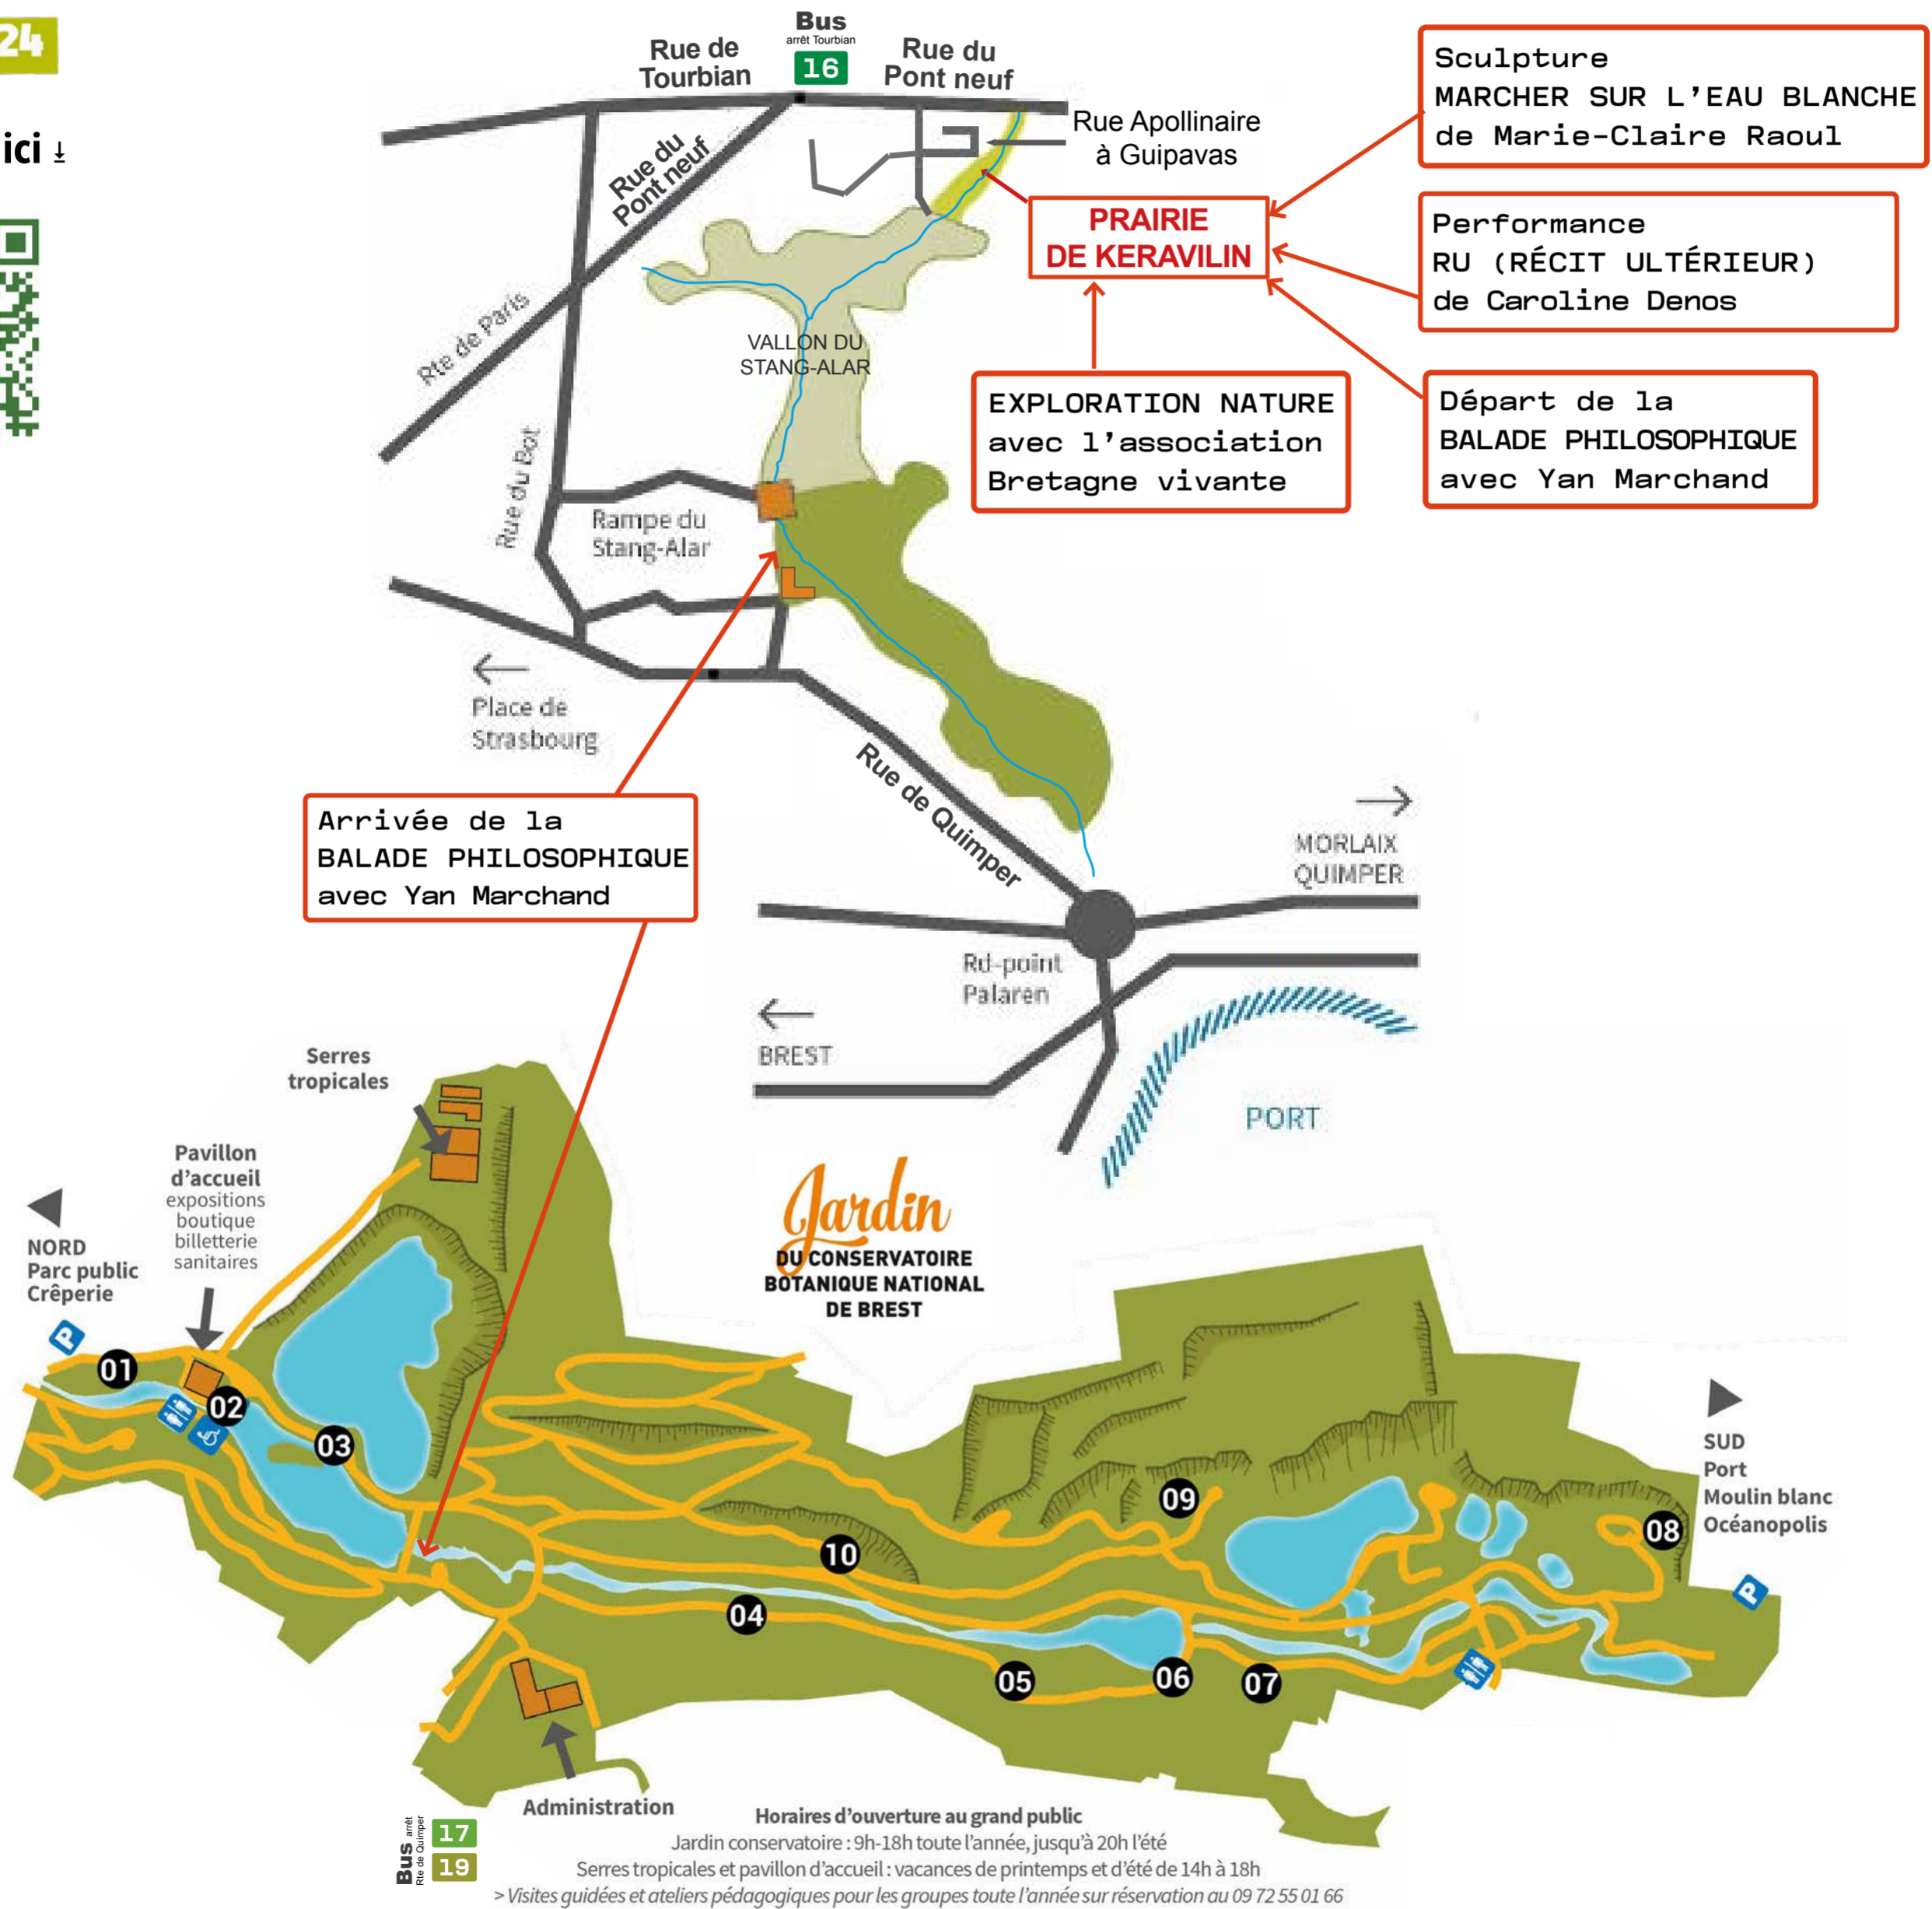 24
ici ↓
Bus
arrêt Tourbian
16
Rue de
Tourbian
Rue du
Pont neuf
Rue Apollinaire
à Guipavas
Rue du
Pont neuf
Rte de Paris
Rue du Bot
VALLON DU
STANG-ALAR
Rampe du
Stang-Alar
PRAIRIE
DE KERAVILIN
Sculpture
MARCHER SUR L’EAU BLANCHE
de Marie-Claire Raoul
Performance
RU (RÉCIT ULTÉRIEUR)
de Caroline Denos
EXPLORATION NATURE
avec l’association
Bretagne vivante
Départ de la
BALADE PHILOSOPHIQUE
avec Yan Marchand
←
Place de
Strasbourg
Rue de Quimper
Arrivée de la
BALADE PHILOSOPHIQUE
avec Yan Marchand
→
MORLAIX
QUIMPER
Rd-point
Palaren
←
BREST
PORT
Serres
tropicales
Pavillon
d’accueil
expositions
boutique
billetterie
sanitaires
NORD
Parc public
Crêperie
P
Jardin
DU CONSERVATOIRE
BOTANIQUE NATIONAL
DE BREST
01
02
03
04
05
06
07
08
09
10
SUD
Port
Moulin blanc
Océanopolis
P
Administration
Bus arrêt
Rte de Quimper
17
19
Horaires d’ouverture au grand public
Jardin conservatoire : 9h-18h toute l’année, jusqu’à 20h l’été
Serres tropicales et pavillon d’accueil : vacances de printemps et d’été de 14h à 18h
> Visites guidées et ateliers pédagogiques pour les groupes toute l’année sur réservation au 09 72 55 01 66